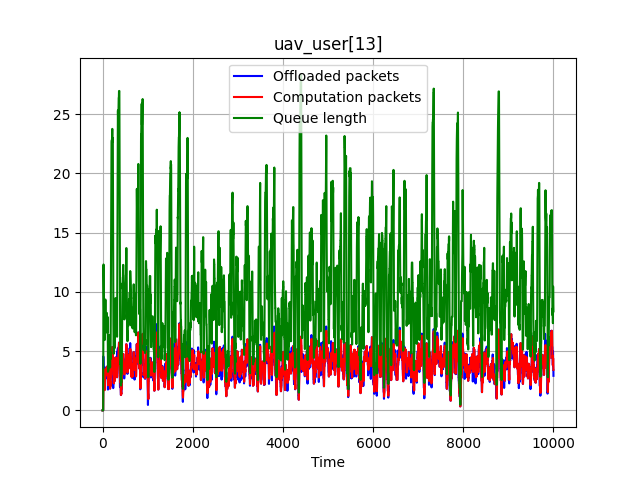 uav_user[13]
Offloaded packets
Computation packets
Queue length
25
20
15
10
5
0
0 2000 4000 6000 8000 10000
Time